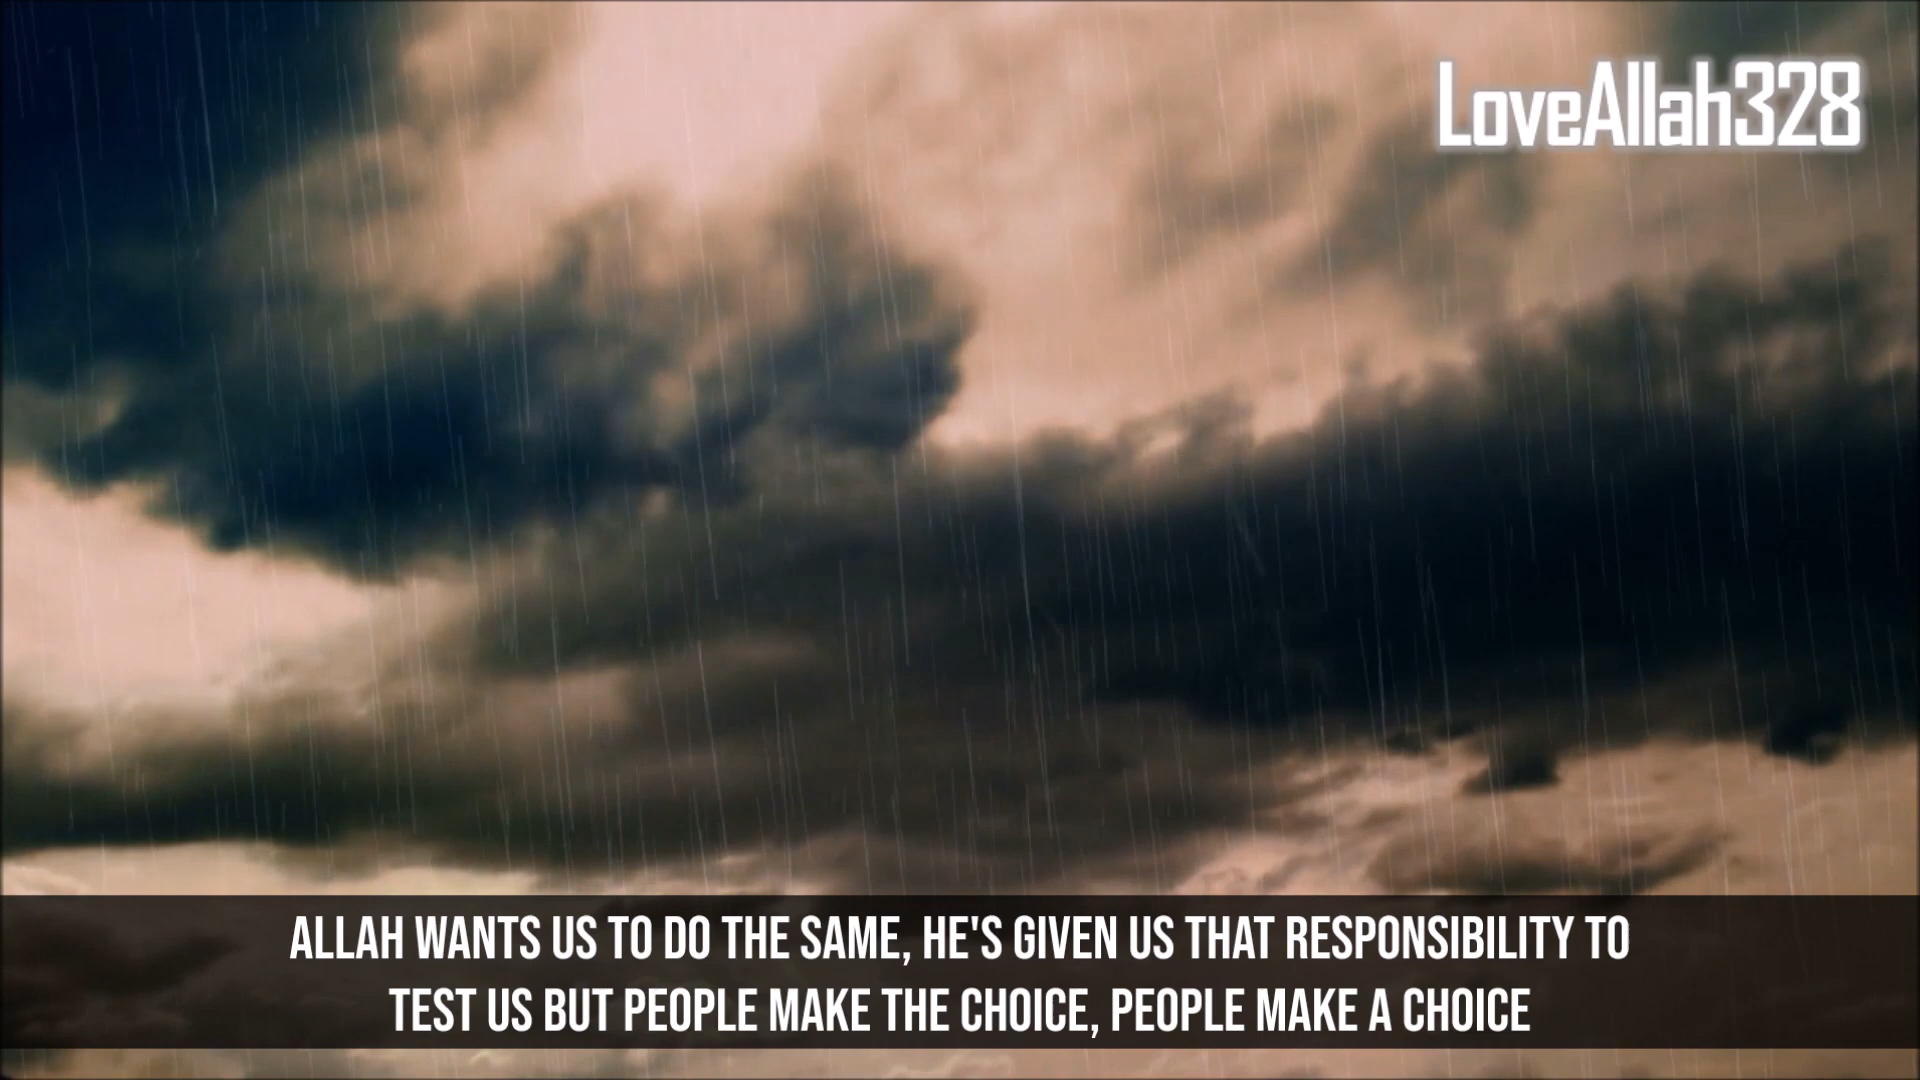 LoveAllah328
ALLAH WANTS US TO DO THE SAME, HE'S GIVEN US THAT RESPONSIBILITY TO
TEST US BUT PEOPLE MAKE THE CHOICE, PEOPLE MAKE A CHOICE